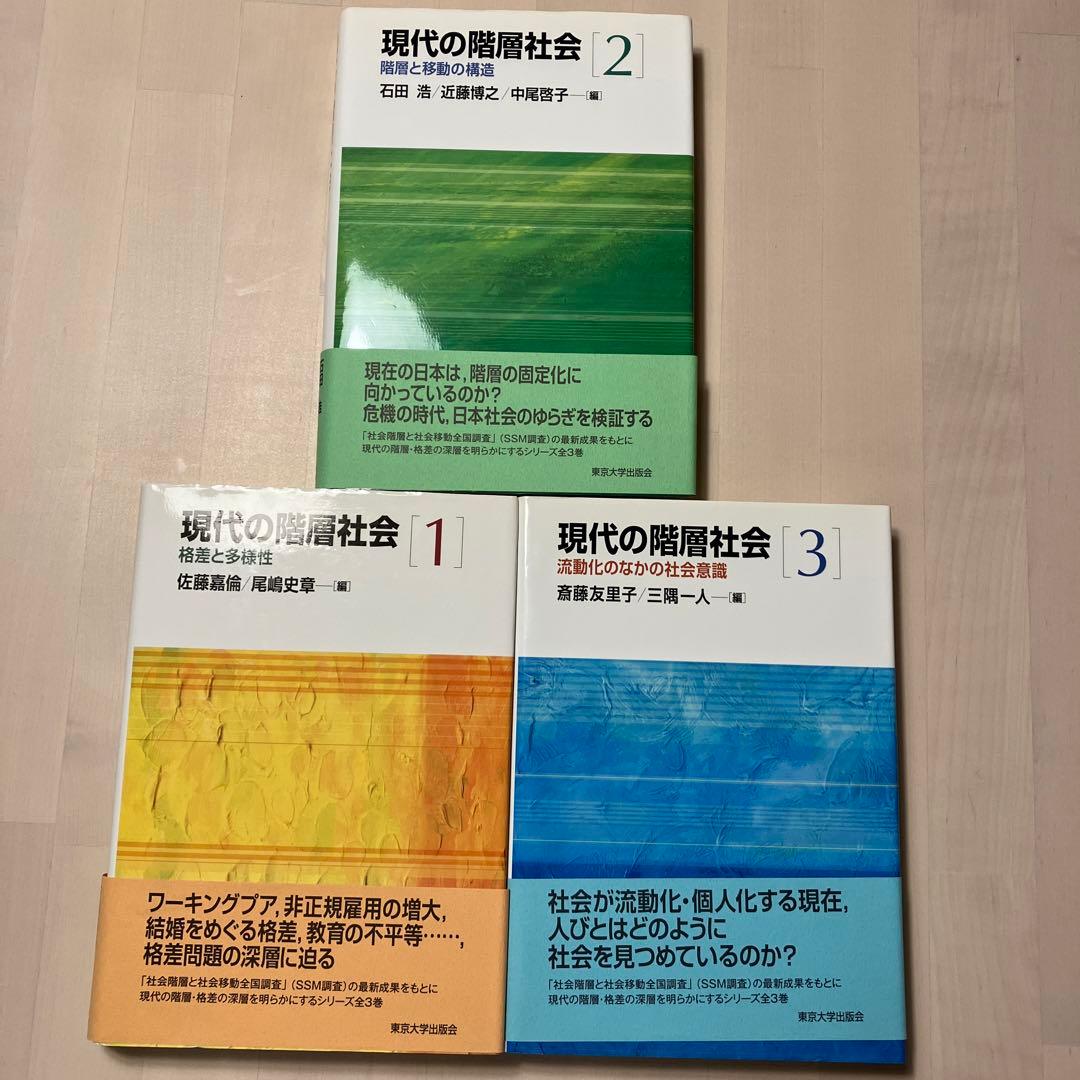 現代の階層社会[2]
階層と移動の構造
石田 浩/近藤博之/中尾啓子―[編]
現在の日本は,階層の固定化に
向かっているのか?
危機の時代,日本社会のゆらぎを検証する
「社会階層と社会移動全国調査」(SSM調査)の最新成果をもとに
現代の階層・格差の深層を明らかにするシリーズ全3巻
東京大学出版会
現代の階層社会[1]
格差と多様性
佐藤嘉倫/尾嶋史章―[編]
ワーキングプア,非正規雇用の増大,
結婚をめぐる格差,教育の不平等……,
格差問題の深層に迫る
「社会階層と社会移動全国調査」(SSM調査)の最新成果をもとに
現代の階層・格差の深層を明らかにするシリーズ全3巻
東京大学出版会
現代の階層社会[3]
流動化のなかの社会意識
斎藤友里子/三隅一人―[編]
社会が流動化・個人化する現在,
人びとはどのように
社会を見つめているのか?
「社会階層と社会移動全国調査」(SSM調査)の最新成果をもとに
現代の階層・格差の深層を明らかにするシリーズ全3巻
東京大学出版会